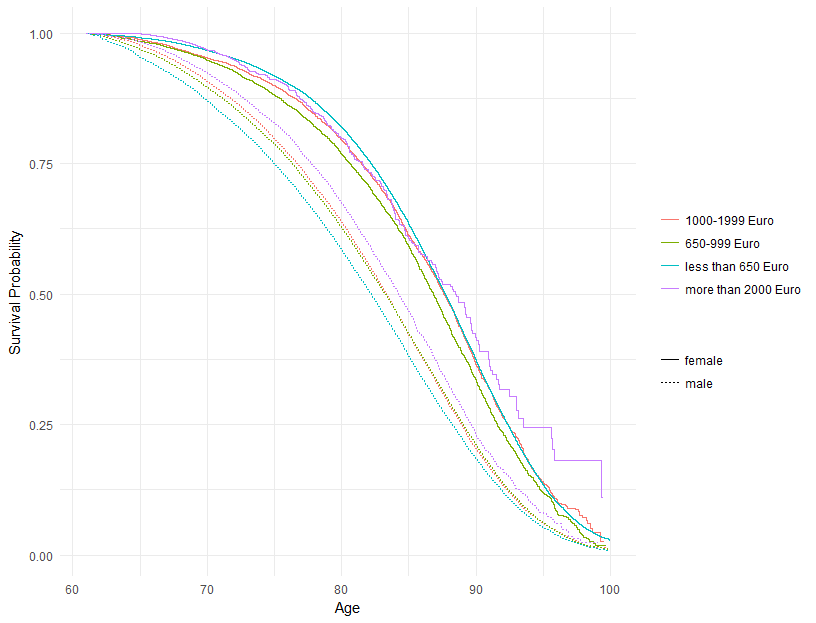 1.00
0.75
0.50
0.25
0.00
Survival Probability
60 70 80 90 100
Age
1000-1999 Euro
650-999 Euro
less than 650 Euro
more than 2000 Euro
female
male